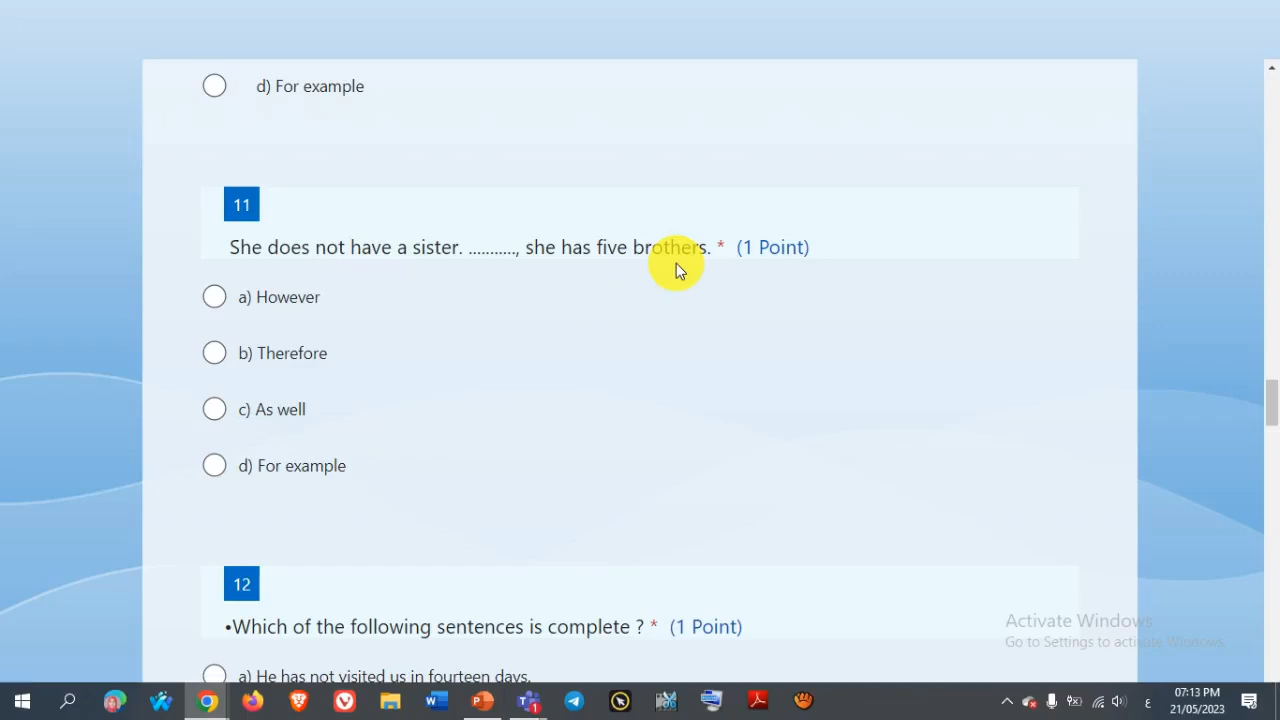 d) For example
11
She does not have a sister. ..........., she has five brothers. * (1 Point)
a) However
b) Therefore
c) As well
d) For example
12
•Which of the following sentences is complete ? * (1 Point)
a) He has not visited us in fourteen days.
Activate Windows
Go to Settings to activate Windows.
07:13 PM
21/05/2023
ع
1